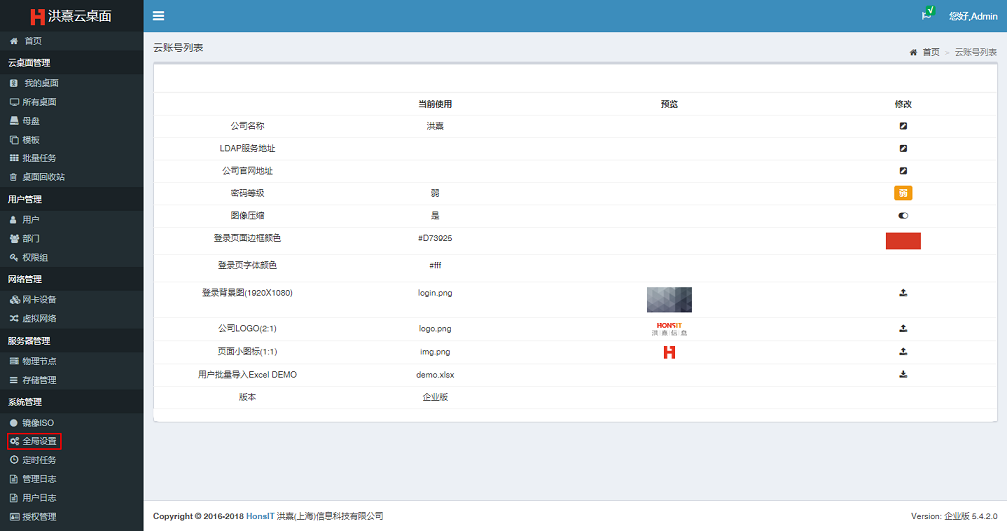 洪熹云桌面
您好,Admin
首页
云桌面管理
我的桌面
所有桌面
母盘
模板
批量任务
桌面回收站
用户管理
用户
部门
权限组
网络管理
网卡设备
虚拟网络
服务器管理
物理节点
存储管理
系统管理
镜像ISO
全局设置
定时任务
管理日志
用户日志
授权管理
云账号列表
首页 > 云账号列表
当前使用 预览 修改
公司名称 洪熹
LDAP服务地址
公司官网地址
密码等级 弱 弱
图像压缩 是
登录页面边框颜色 #D73925
登录页字体颜色 #fff
登录背景图(1920X1080) login.png
公司LOGO(2:1) logo.png HONSIT
洪熹信息
页面小图标(1:1) img.png
用户批量导入Excel DEMO demo.xlsx
版本 企业版
Copyright © 2016-2018 HonsIT 洪熹(上海)信息科技有限公司
Version: 企业版 5.4.2.0